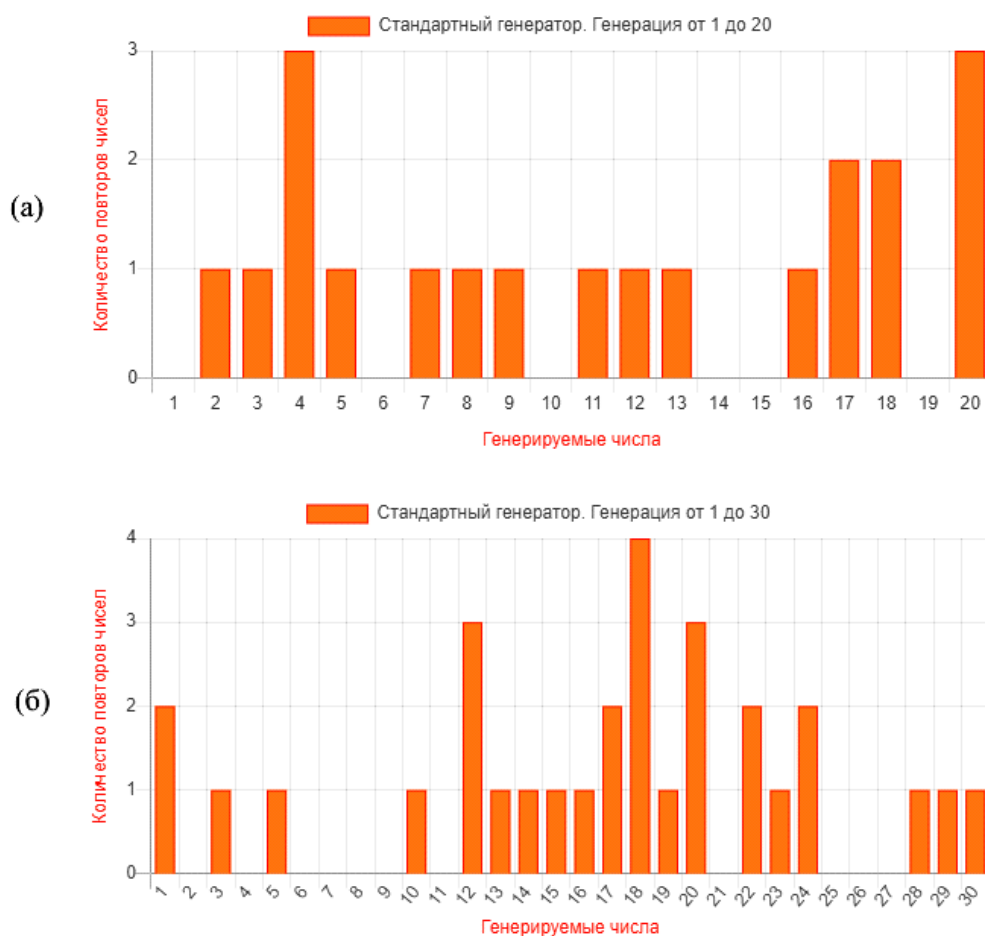 Стандартный генератор. Генерация от 1 до 20
(а)
Количество повторов чисел
3
2
1
0
1 2 3 4 5 6 7 8 9 10 11 12 13 14 15 16 17 18 19 20
Генерируемые числа
Стандартный генератор. Генерация от 1 до 30
(б)
Количество повторов чисел
4
3
2
1
0
1 2 3 4 5 6 7 8 9 10 11 12 13 14 15 16 17 18 19 20 21 22 23 24 25 26 27 28 29 30
Генерируемые числа